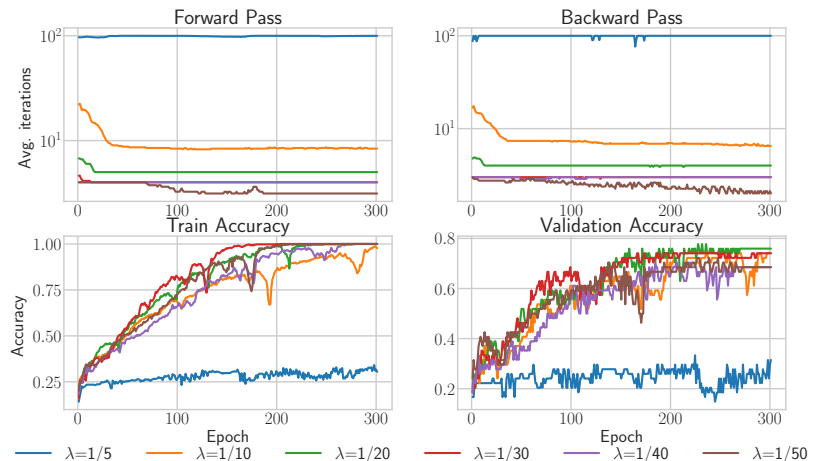 Forward Pass
Backward Pass
Avg. iterations
10²
10¹
0 100 200 300
10²
10¹
0 100 200 300
Train Accuracy
Validation Accuracy
Accuracy
1.00
0.75
0.50
0.25
0 100 200 300
0.8
0.6
0.4
0.2
0 100 200 300
Epoch
Epoch
λ=1/5 λ=1/10 λ=1/20 λ=1/30 λ=1/40 λ=1/50